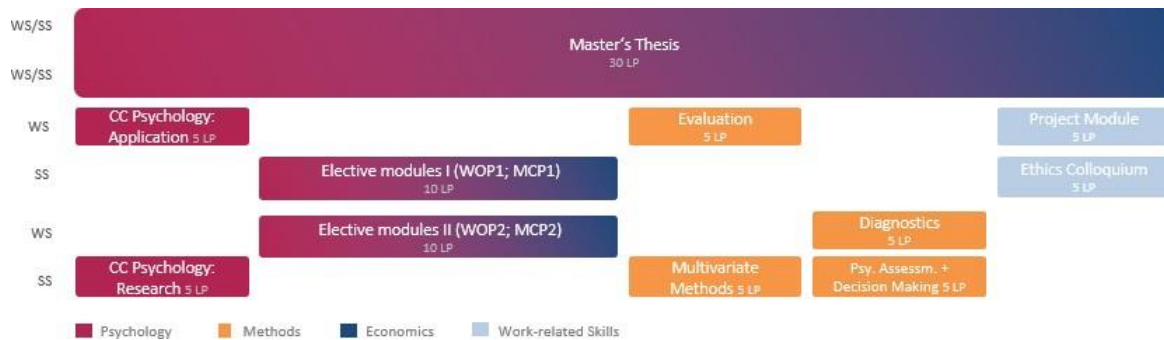 WS/SS
Master's Thesis
30 LP
WS/SS
WS
CC Psychology:
Application 5 LP
Evaluation
5 LP
Project Module
5 LP
SS
Elective modules I (WOP1; MCP1)
10 LP
Ethics Colloquium
5 LP
WS
Elective modules II (WOP2; MCP2)
10 LP
Diagnostics
5 LP
SS
CC Psychology:
Research 5 LP
Multivariate
Methods 5 LP
Psy. Assessm. +
Decision Making 5 LP
Psychology
Methods
Economics
Work-related Skills